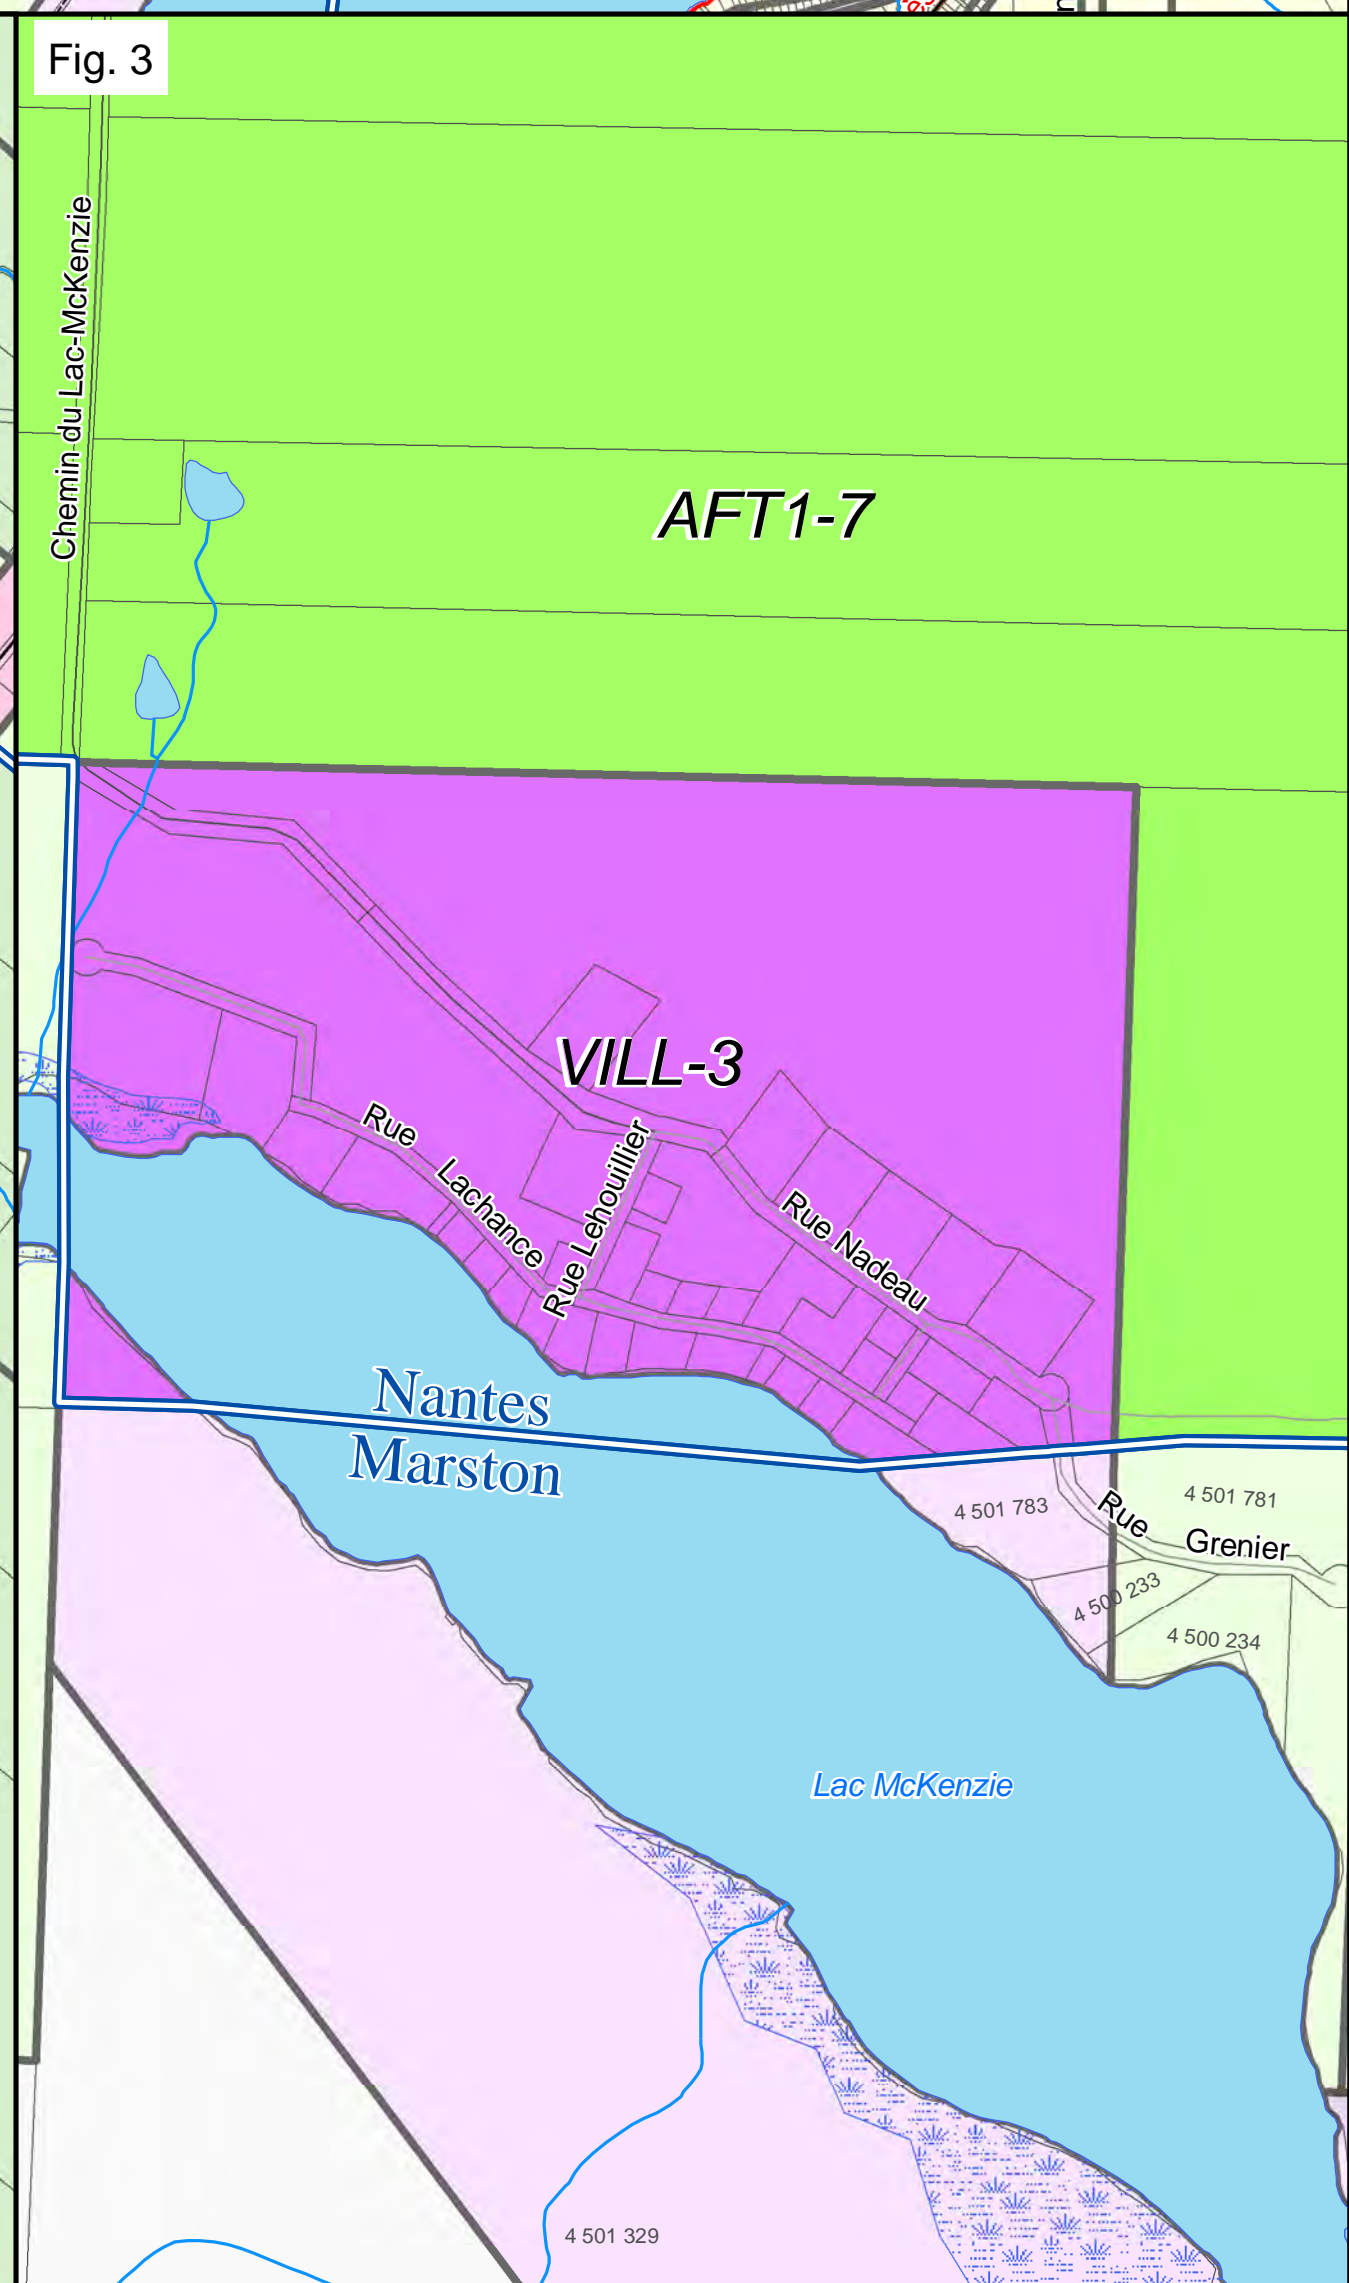 Fig. 3
Chemin du Lac-McKenzie
AFT1-7
VILL-3
Rue Lachance
Rue Lehouillier
Rue Nadeau
Nantes
Marston
4 501 783
4 501 781
Rue Grenier
4 500 233
4 500 234
Lac McKenzie
4 501 329